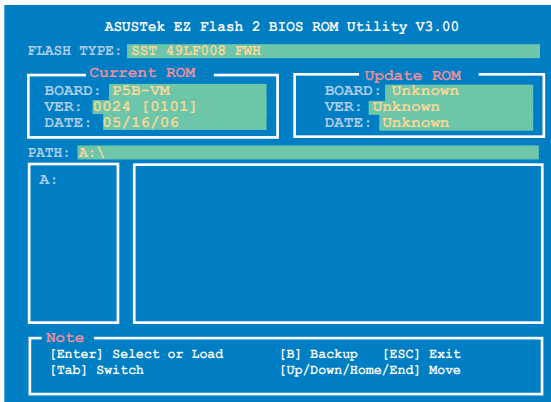 ASUSTek EZ Flash 2 BIOS ROM Utility V3.00
FLASH TYPE: SST 49LF008 FWH
Current ROM
BOARD: P5B-VM
VER: 0024 [0101]
DATE: 05/16/06
Update ROM
BOARD: Unknown
VER: Unknown
DATE: Unknown
PATH: A:\
A:
Note
[Enter] Select or Load [B] Backup [ESC] Exit
[Tab] Switch [Up/Down/Home/End] Move